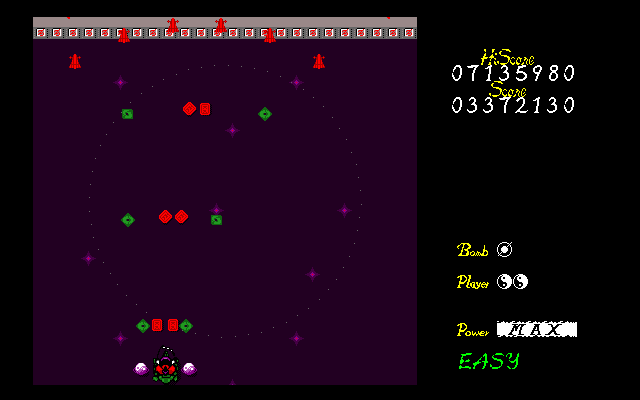 HiScore
07135980
Score
03372130
Bomb
Player
Power MAX
EASY